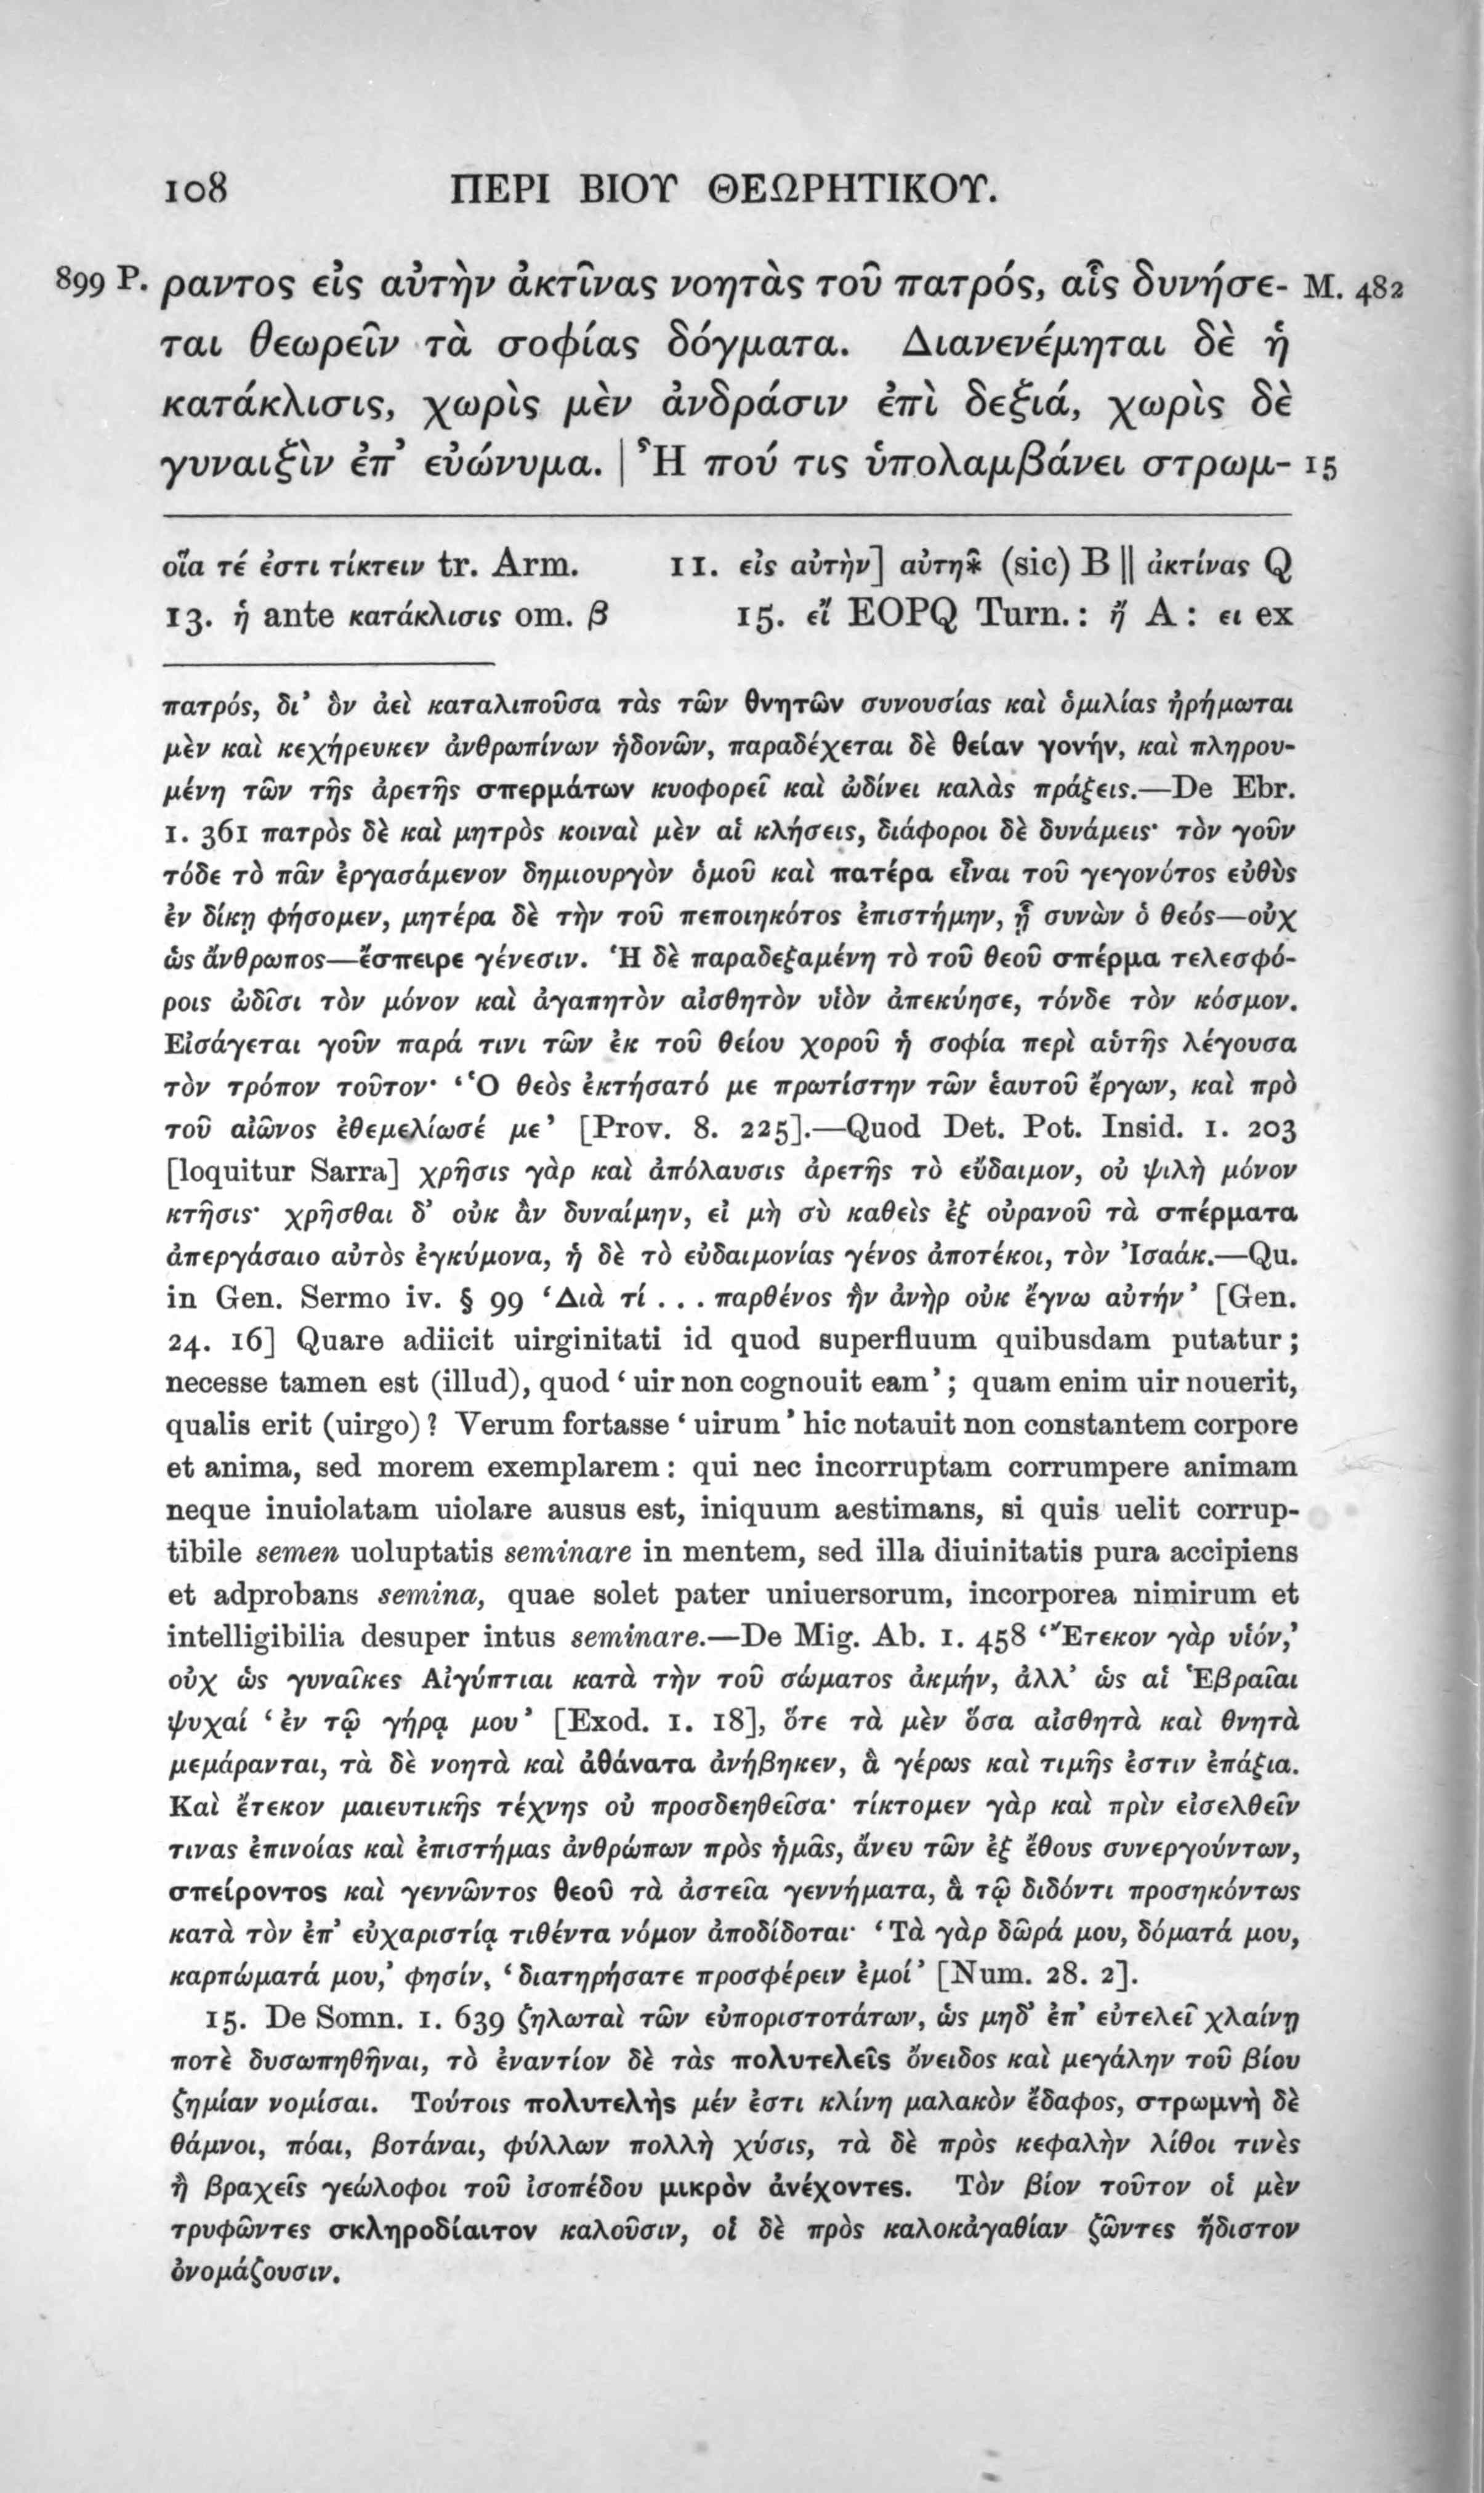 108 ΠΕΡΙ ΒΙΟΥ ΘΕΩΡΗΤΙΚΟΥ.
899 P. ραντος εἰς αὐτὴν ἀκτῖνας νοητὰς τοῦ πατρός, αἷς δυνήσε- M. 482
ται θεωρεῖν τὰ σοφίας δόγματα. Διανενέμηται δὲ ἡ
κατάκλισις, χωρὶς μὲν ἀνδράσιν ἐπὶ δεξιά, χωρὶς δὲ
γυναιξὶν ἐπ’ εὐώνυμα. | Ἦ πού τις ὑπολαμβάνει στρωμ- 15
οἷα τέ ἐστι τίκτειν tr. Arm. 11. εἰς αὐτὴν] αὐτη* (sic) B || ἀκτίνας Q
13. ἡ ante κατάκλισις om. β 15. εἴ EOPQ Turn. : ἤ A : ει ex
πατρός, δι’ ὃν ἀεὶ καταλιποῦσα τὰς τῶν θνητῶν συνουσίας καὶ ὁμιλίας ἠρήμωται
μὲν καὶ κεχήρευκεν ἀνθρωπίνων ἡδονῶν, παραδέχεται δὲ θείαν γονήν, καὶ πληρου-
μένη τῶν τῆς ἀρετῆς σπερμάτων κυοφορεῖ καὶ ὠδίνει καλὰς πράξεις.—De Ebr.
1. 361 πατρὸς δὲ καὶ μητρὸς κοιναὶ μὲν αἱ κλήσεις, διάφοροι δὲ δυνάμεις· τὸν γοῦν
τόδε τὸ πᾶν ἐργασάμενον δημιουργὸν ὁμοῦ καὶ πατέρα εἶναι τοῦ γεγονότος εὐθὺς
ἐν δίκῃ φήσομεν, μητέρα δὲ τὴν τοῦ πεποιηκότος ἐπιστήμην, ᾗ συνὼν ὁ θεός—οὐχ
ὡς ἄνθρωπος—ἔσπειρε γένεσιν. Ἡ δὲ παραδεξαμένη τὸ τοῦ θεοῦ σπέρμα τελεσφό-
ροις ὠδῖσι τὸν μόνον καὶ ἀγαπητὸν αἰσθητὸν υἱὸν ἀπεκύησε, τόνδε τὸν κόσμον.
Εἰσάγεται γοῦν παρά τινι τῶν ἐκ τοῦ θείου χοροῦ ἡ σοφία περὶ αὑτῆς λέγουσα
τὸν τρόπον τοῦτον· ‘Ὁ θεὸς ἐκτήσατό με πρωτίστην τῶν ἑαυτοῦ ἔργων, καὶ πρὸ
τοῦ αἰῶνος ἐθεμελίωσέ με’ [Prov. 8. 225].—Quod Det. Pot. Insid. 1. 203
[loquitur Sarra] χρῆσις γὰρ καὶ ἀπόλαυσις ἀρετῆς τὸ εὔδαιμον, οὐ ψιλὴ μόνον
κτῆσις· χρῆσθαι δ’ οὐκ ἂν δυναίμην, εἰ μὴ σὺ καθεὶς ἐξ οὐρανοῦ τὰ σπέρματα
ἀπεργάσαιο αὐτὸς ἐγκύμονα, ἡ δὲ τὸ εὐδαιμονίας γένος ἀποτέκοι, τὸν Ἰσαάκ.—Qu.
in Gen. Sermo iv. § 99 ‘Διὰ τί . . . παρθένος ἦν ἀνὴρ οὐκ ἔγνω αὐτήν’ [Gen.
24. 16] Quare adiicit uirginitati id quod superfluum quibusdam putatur ;
necesse tamen est (illud), quod ‘ uir non cognouit eam’ ; quam enim uir nouerit,
qualis erit (uirgo) ? Verum fortasse ‘ uirum ’ hic notauit non constantem corpore
et anima, sed morem exemplarem : qui nec incorruptam corrumpere animam
neque inuiolatam uiolare ausus est, iniquum aestimans, si quis uelit corrup-
tibile semen uoluptatis seminare in mentem, sed illa diuinitatis pura accipiens
et adprobans semina, quae solet pater uniuersorum, incorporea nimirum et
intelligibilia desuper intus seminare.—De Mig. Ab. 1. 458 ‘Ἔτεκον γὰρ υἱόν,’
οὐχ ὡς γυναῖκες Αἰγύπτιαι κατὰ τὴν τοῦ σώματος ἀκμήν, ἀλλ’ ὡς αἱ Ἑβραῖαι
ψυχαί ‘ ἐν τῷ γήρᾳ μου’ [Exod. 1. 18], ὅτε τὰ μὲν ὅσα αἰσθητὰ καὶ θνητὰ
μεμάρανται, τὰ δὲ νοητὰ καὶ ἀθάνατα ἀνήβηκεν, ἃ γέρως καὶ τιμῆς ἐστιν ἐπάξια.
Καὶ ἔτεκον μαιευτικῆς τέχνης οὐ προσδεηθεῖσα· τίκτομεν γὰρ καὶ πρὶν εἰσελθεῖν
τινας ἐπινοίας καὶ ἐπιστήμας ἀνθρώπων πρὸς ἡμᾶς, ἄνευ τῶν ἐξ ἔθους συνεργούντων,
σπείροντος καὶ γεννῶντος θεοῦ τὰ ἀστεῖα γεννήματα, ἃ τῷ διδόντι προσηκόντως
κατὰ τὸν ἐπ’ εὐχαριστίᾳ τιθέντα νόμον ἀποδίδοται· ‘Τὰ γὰρ δῶρά μου, δόματά μου,
καρπώματά μου,’ φησίν, ‘ διατηρήσατε προσφέρειν ἐμοί’ [Num. 28. 2].
15. De Somn. 1. 639 ζηλωταὶ τῶν εὐποριστοτάτων, ὡς μηδ’ ἐπ’ εὐτελεῖ χλαίνῃ
ποτὲ δυσωπηθῆναι, τὸ ἐναντίον δὲ τὰς πολυτελεῖς ὄνειδος καὶ μεγάλην τοῦ βίου
ζημίαν νομίσαι. Τούτοις πολυτελὴς μέν ἐστι κλίνη μαλακὸν ἔδαφος, στρωμνὴ δὲ
θάμνοι, πόαι, βοτάναι, φύλλων πολλὴ χύσις, τὰ δὲ πρὸς κεφαλὴν λίθοι τινὲς
ἢ βραχεῖς γεώλοφοι τοῦ ἰσοπέδου μικρὸν ἀνέχοντες. Τὸν βίον τοῦτον οἱ μὲν
τρυφῶντες σκληροδίαιτον καλοῦσιν, οἱ δὲ πρὸς καλοκἀγαθίαν ζῶντες ἥδιστον
ὀνομάζουσιν.